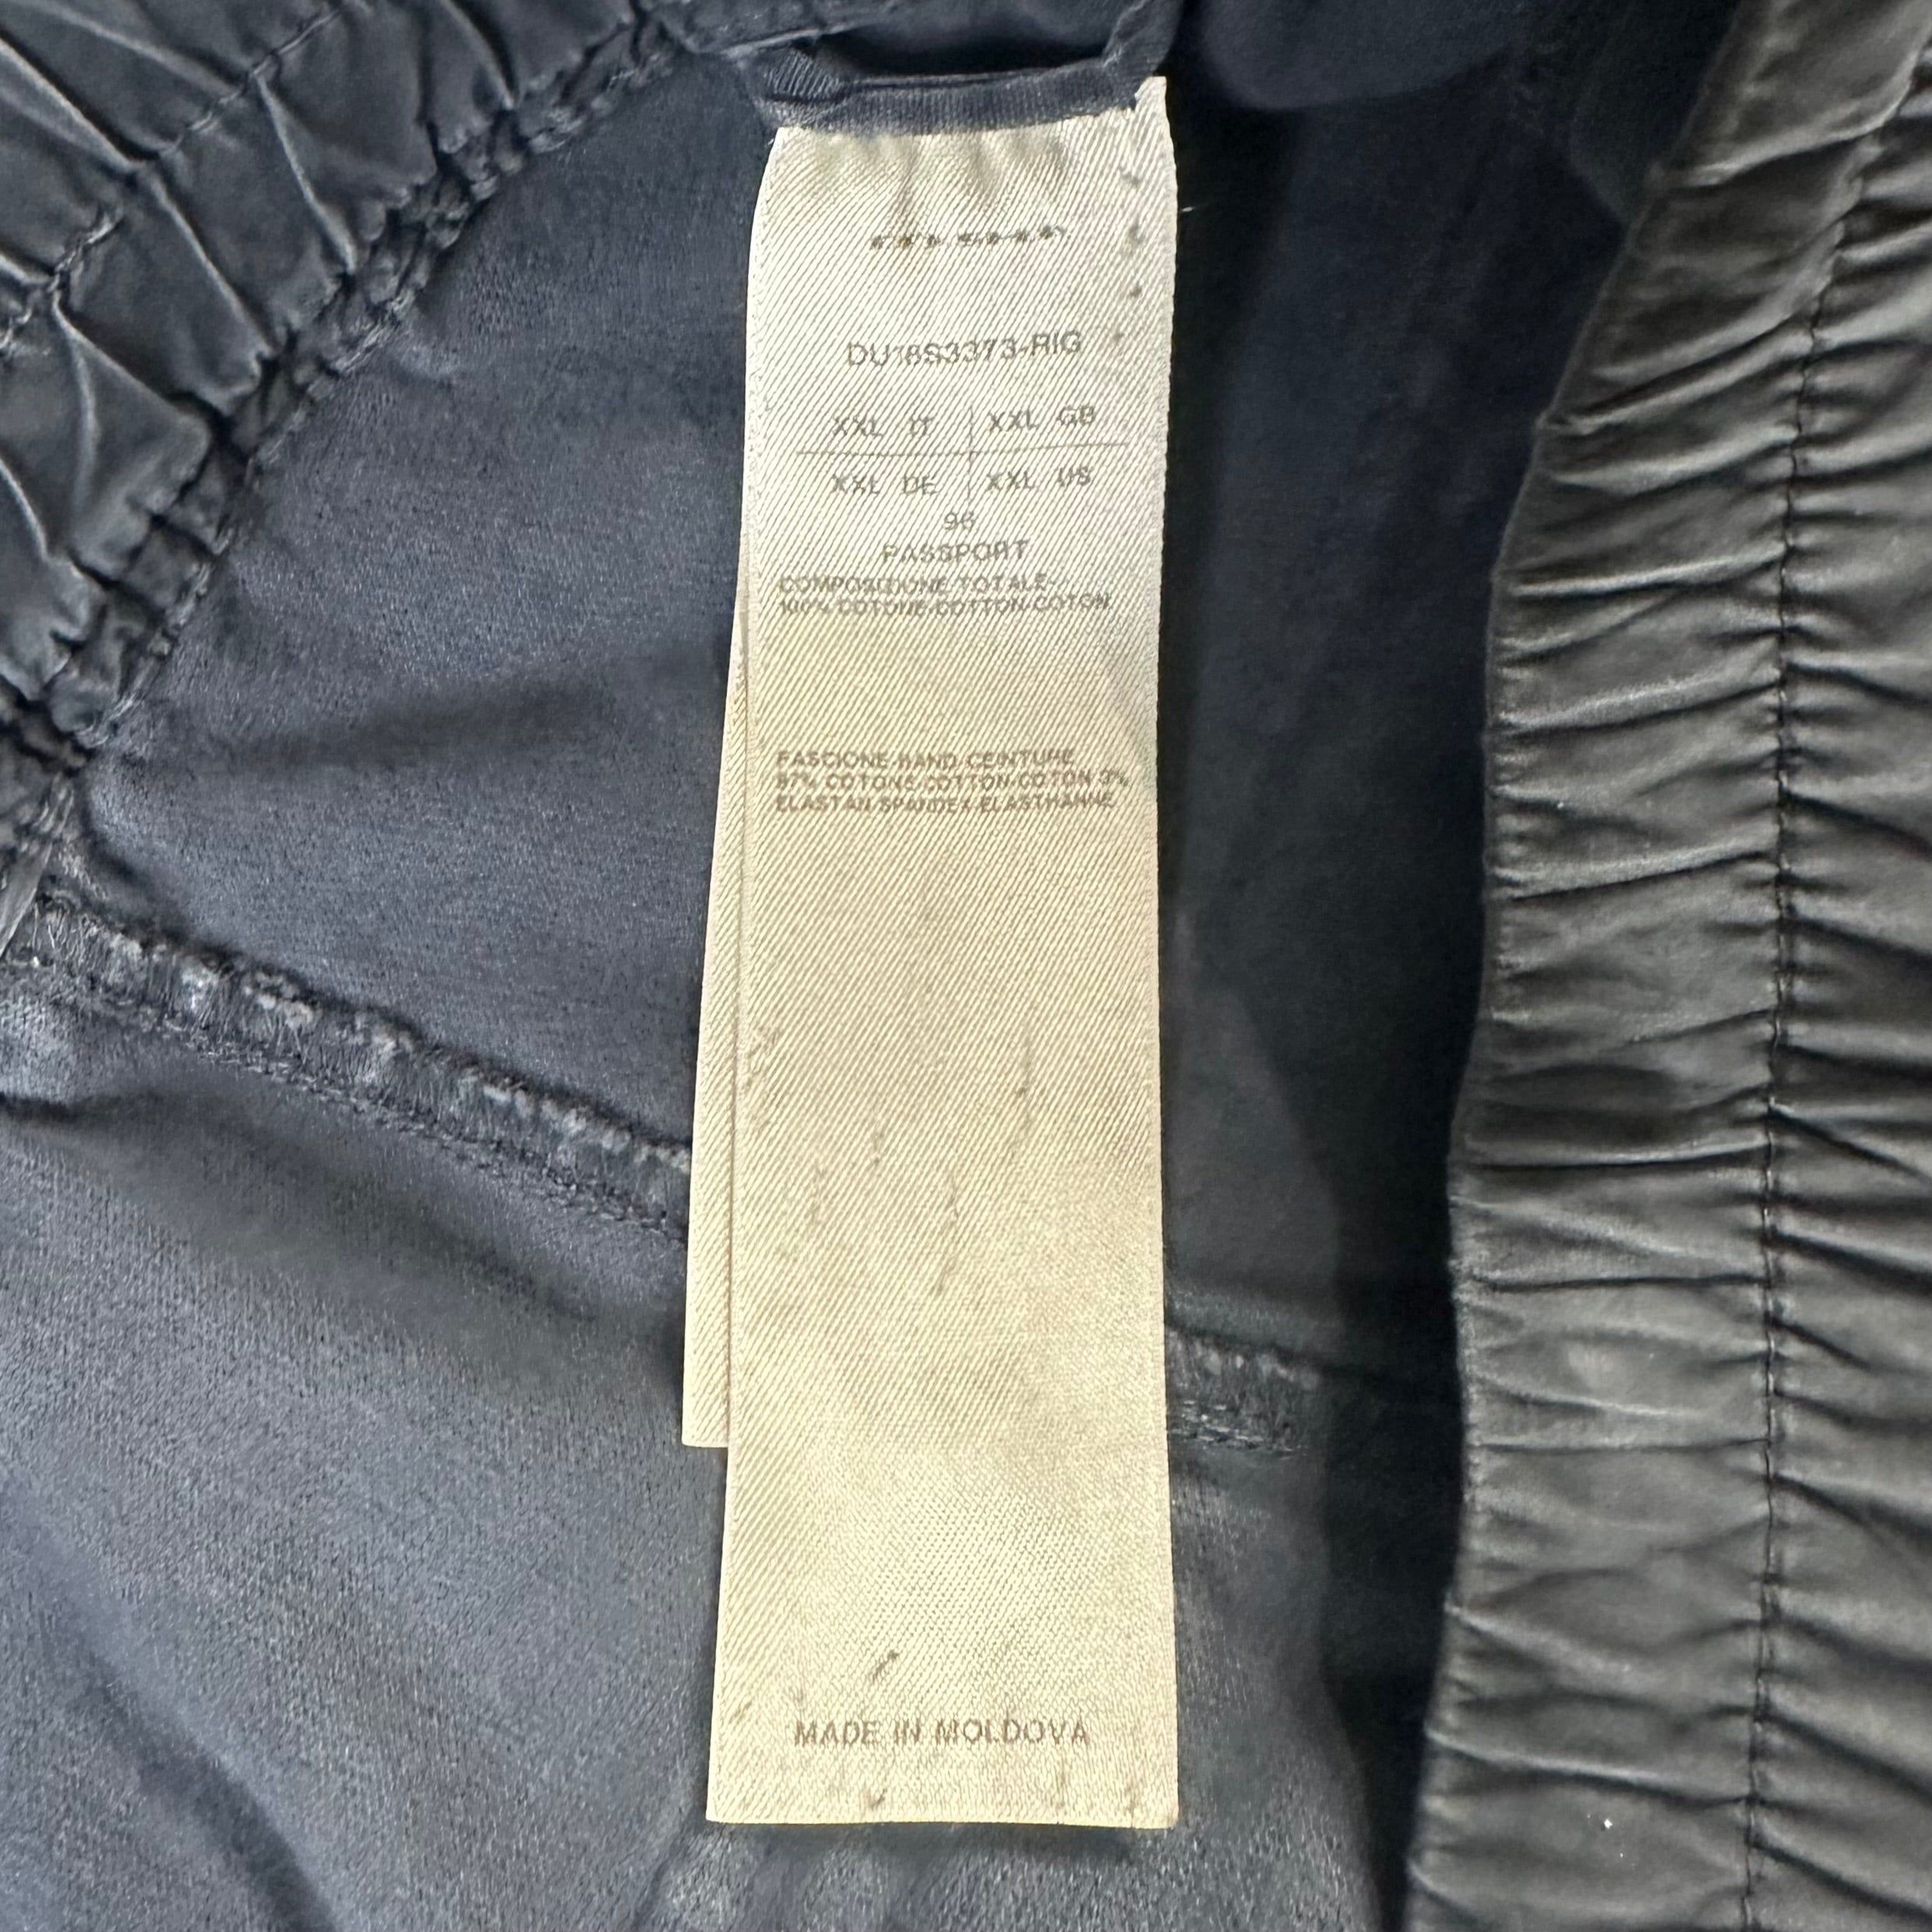 DU18S3373-RIG
XXL IT XXL GB
XXL DE XXL US
96
PASSPORT
COMPOSIZIONE TOTALE-
100% COTONE-COTTON-COTON
FASCIONE-BAND CEINTURE
97% COTONE-COTTON-COTON 3%
ELASTAN-SPANDEX-ELASTHANNE
MADE IN MOLDOVA